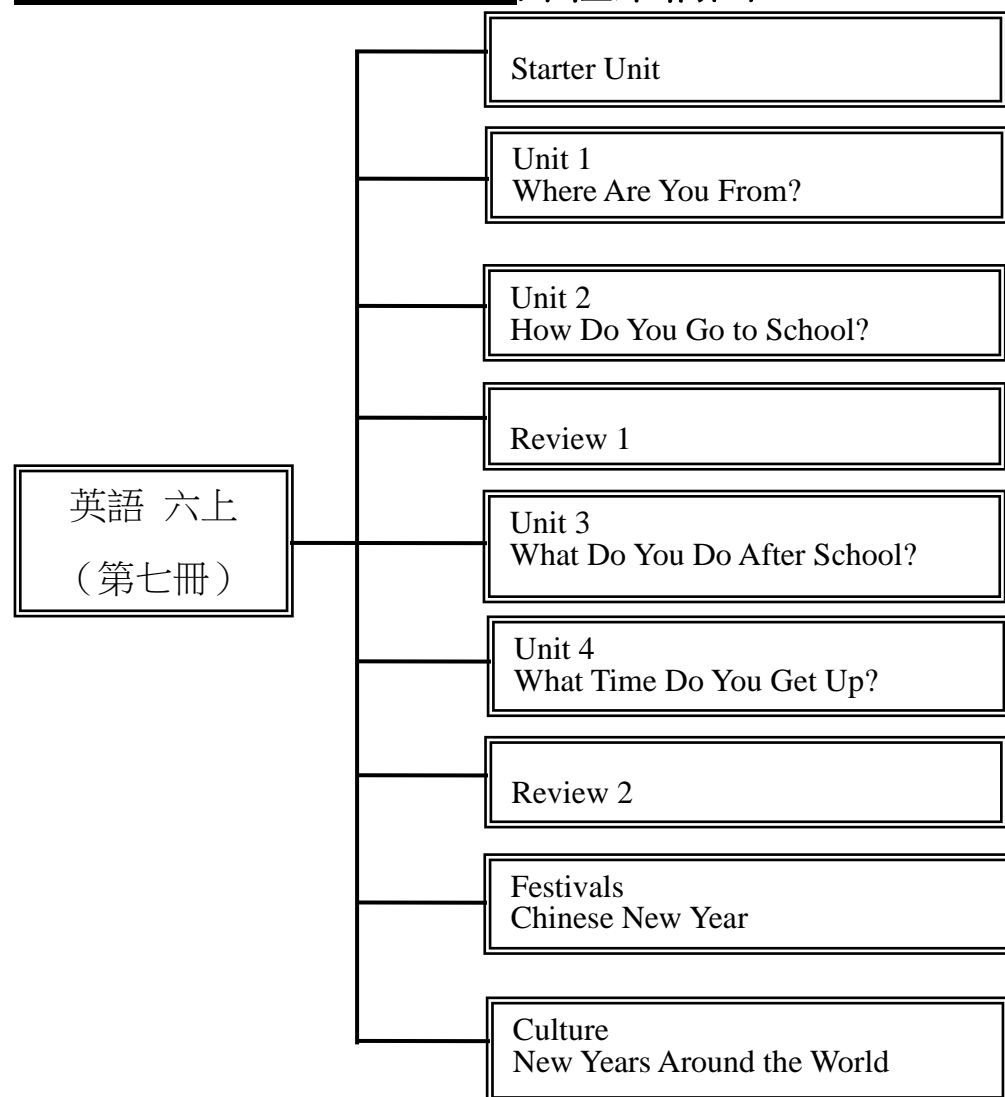 英語 六上
（第七冊）
Starter Unit
Unit 1
Where Are You From?
Unit 2
How Do You Go to School?
Review 1
Unit 3
What Do You Do After School?
Unit 4
What Time Do You Get Up?
Review 2
Festivals
Chinese New Year
Culture
New Years Around the World